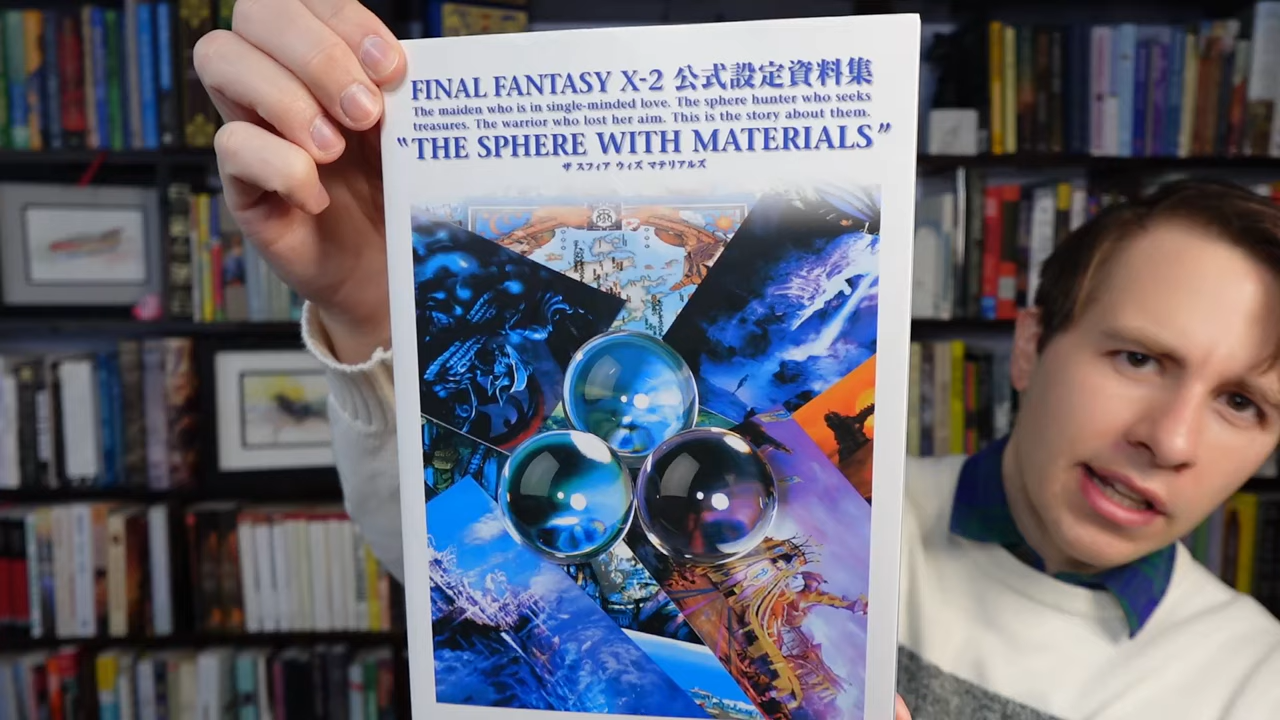 FINAL FANTASY X-2 公式設定資料集
The maiden who is in single-minded love. The sphere hunter who seeks
treasures. The warrior who lost her aim. This is the story about them.
"THE SPHERE WITH MATERIALS"
ザ スフィア ウィズ マテリアルズ